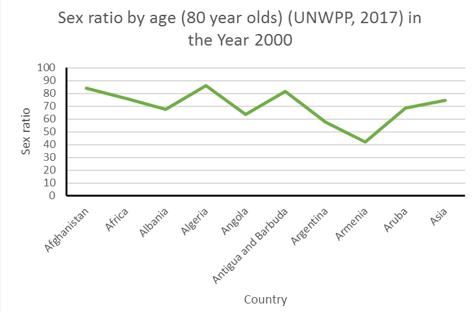 Sex ratio by age (80 year olds) (UNWPP, 2017) in
the Year 2000
100
90
80
70
60
50
40
30
20
10
0
Sex ratio
Afghanistan
Africa
Albania
Algeria
Angola
Antigua and Barbuda
Argentina
Armenia
Aruba
Asia
Country